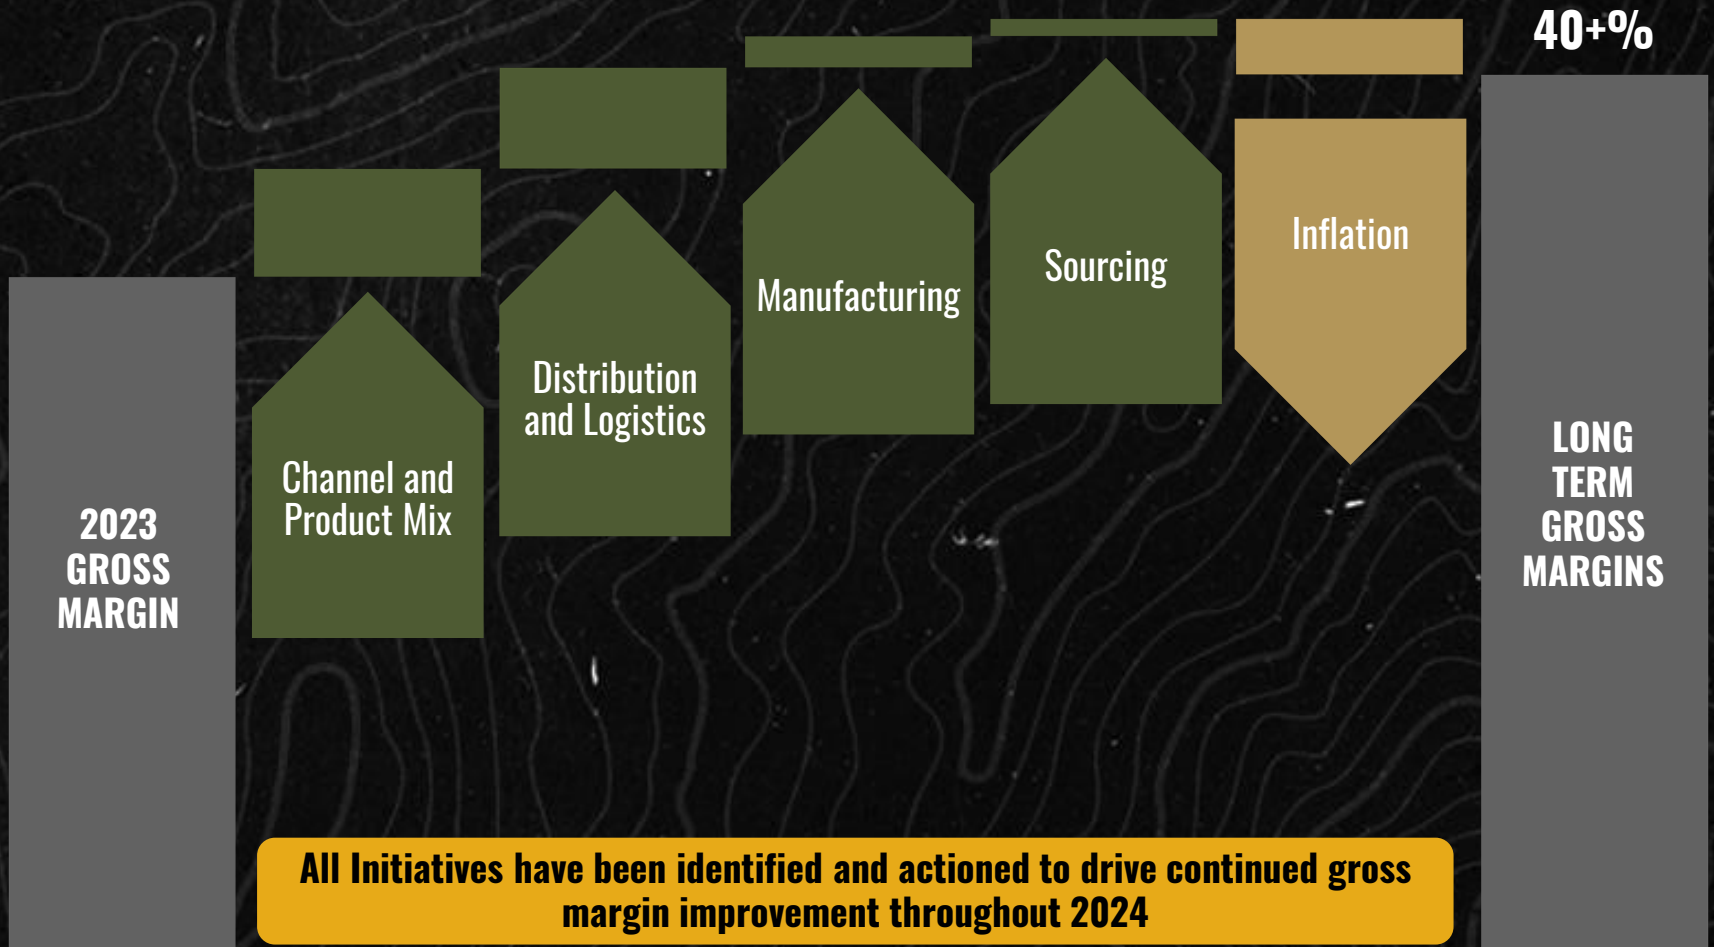 40+%
2023
GROSS
MARGIN
Channel and
Product Mix
Distribution
and Logistics
Manufacturing
Sourcing
Inflation
LONG
TERM
GROSS
MARGINS
All Initiatives have been identified and actioned to drive continued gross
margin improvement throughout 2024